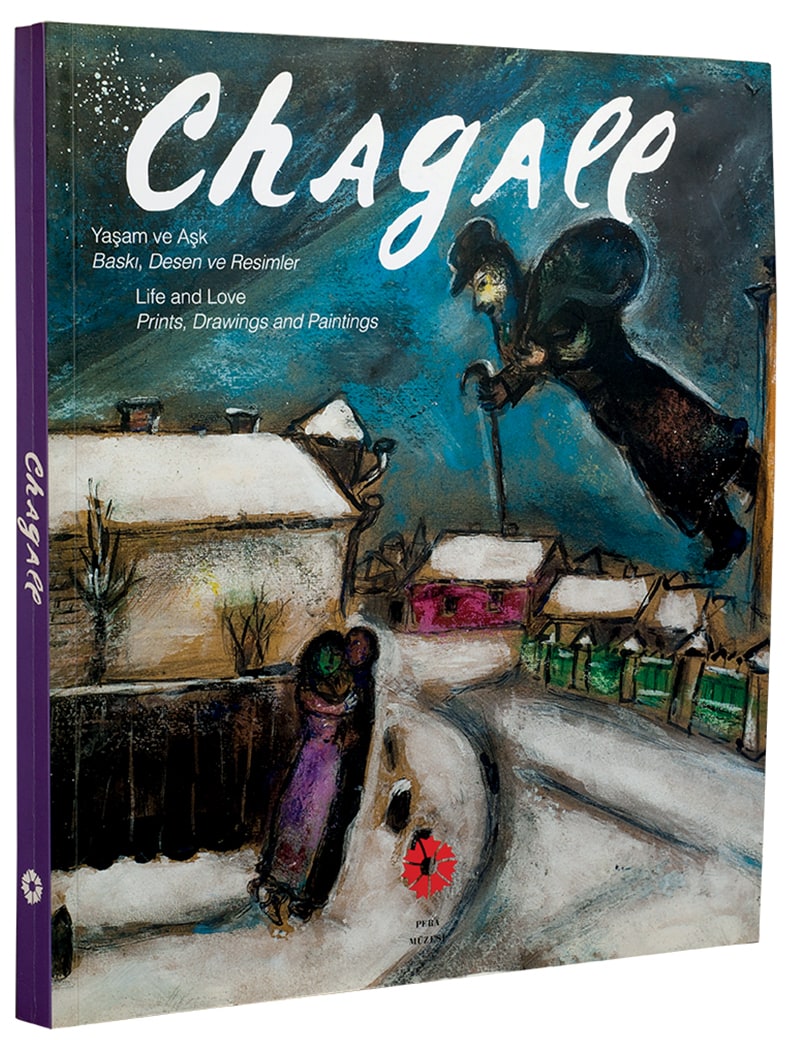 Chagall
Yaşam ve Aşk
Baskı, Desen ve Resimler
Life and Love
Prints, Drawings and Paintings
PERA
MÜZESİ
Chagall